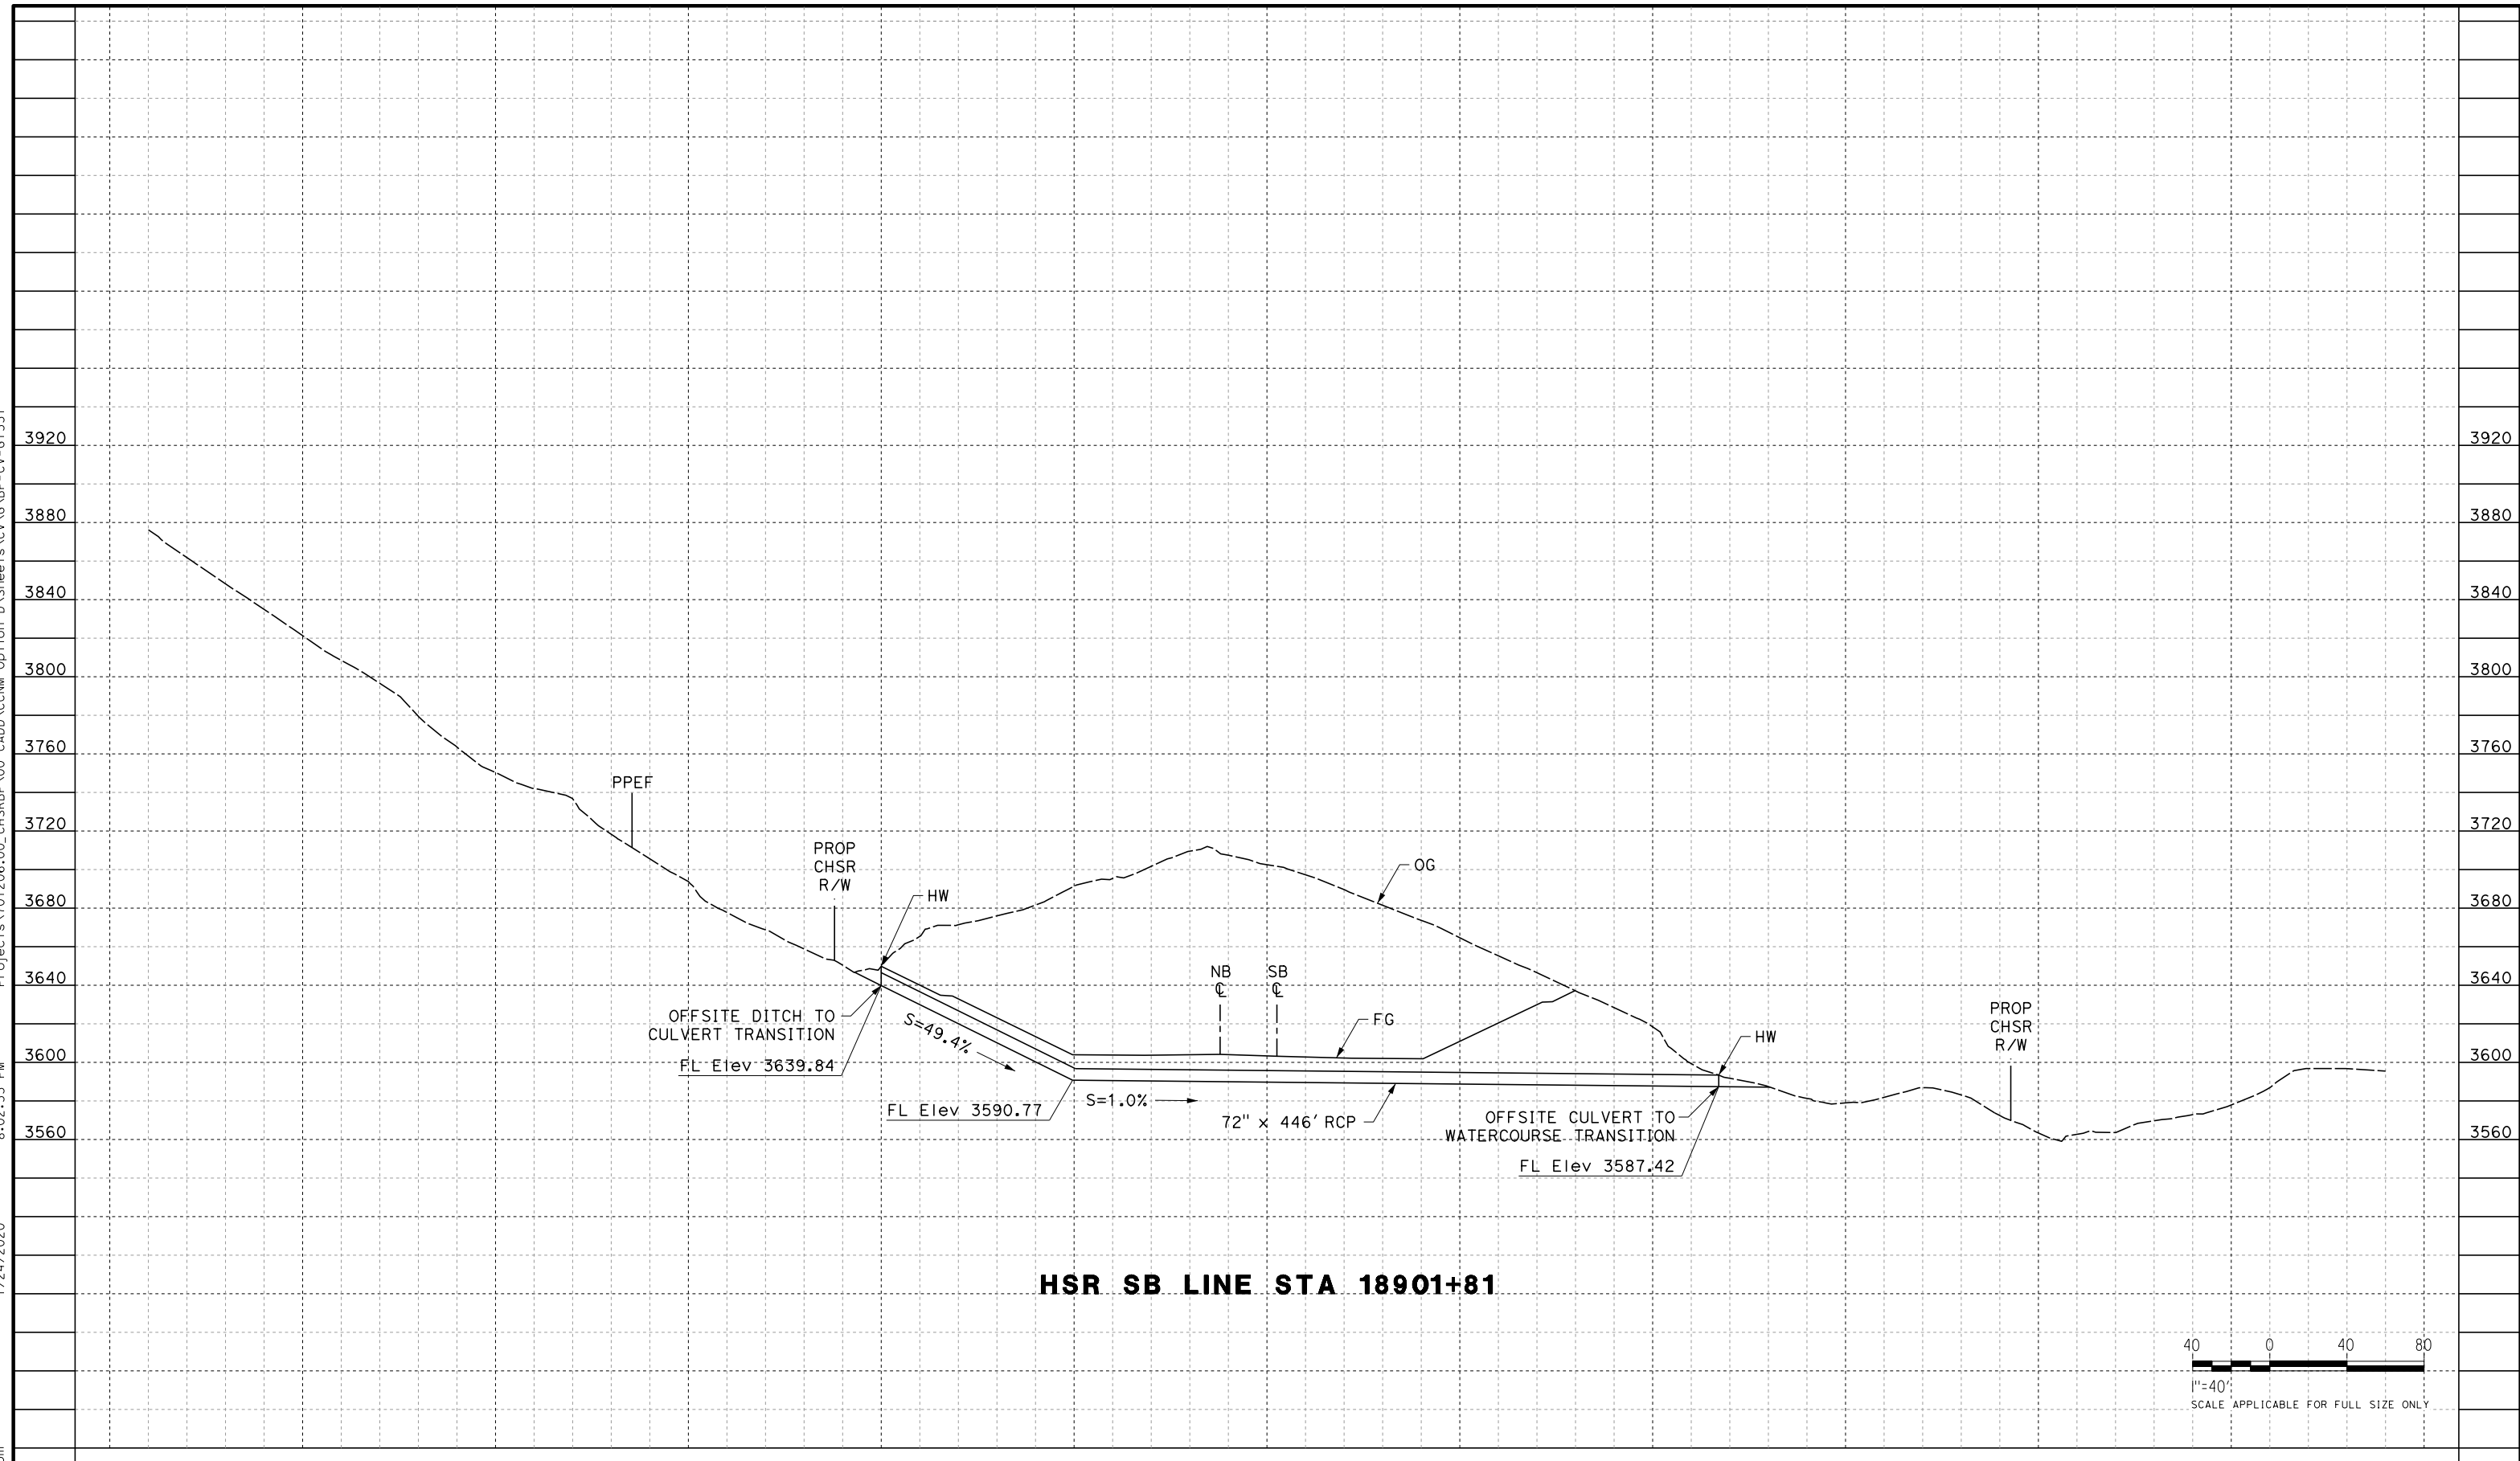 3920
3920
3880
3880
3840
3840
3800
3800
3760
3760
PPEF
3720
3720
PROP
CHSR
R/W
OG
HW
3680
3680
NB
℄
SB
℄
3640
3640
OFFSITE DITCH TO
CULVERT TRANSITION
FL Elev 3639.84
S=49.4%
FG
PROP
CHSR
R/W
HW
3600
3600
FL Elev 3590.77
S=1.0%
72" x 446' RCP
OFFSITE CULVERT TO
WATERCOURSE TRANSITION
FL Elev 3587.42
3560
3560
HSR SB LINE STA 18901+81
40 0 40 80
1"=40'
SCALE APPLICABLE FOR FULL SIZE ONLY